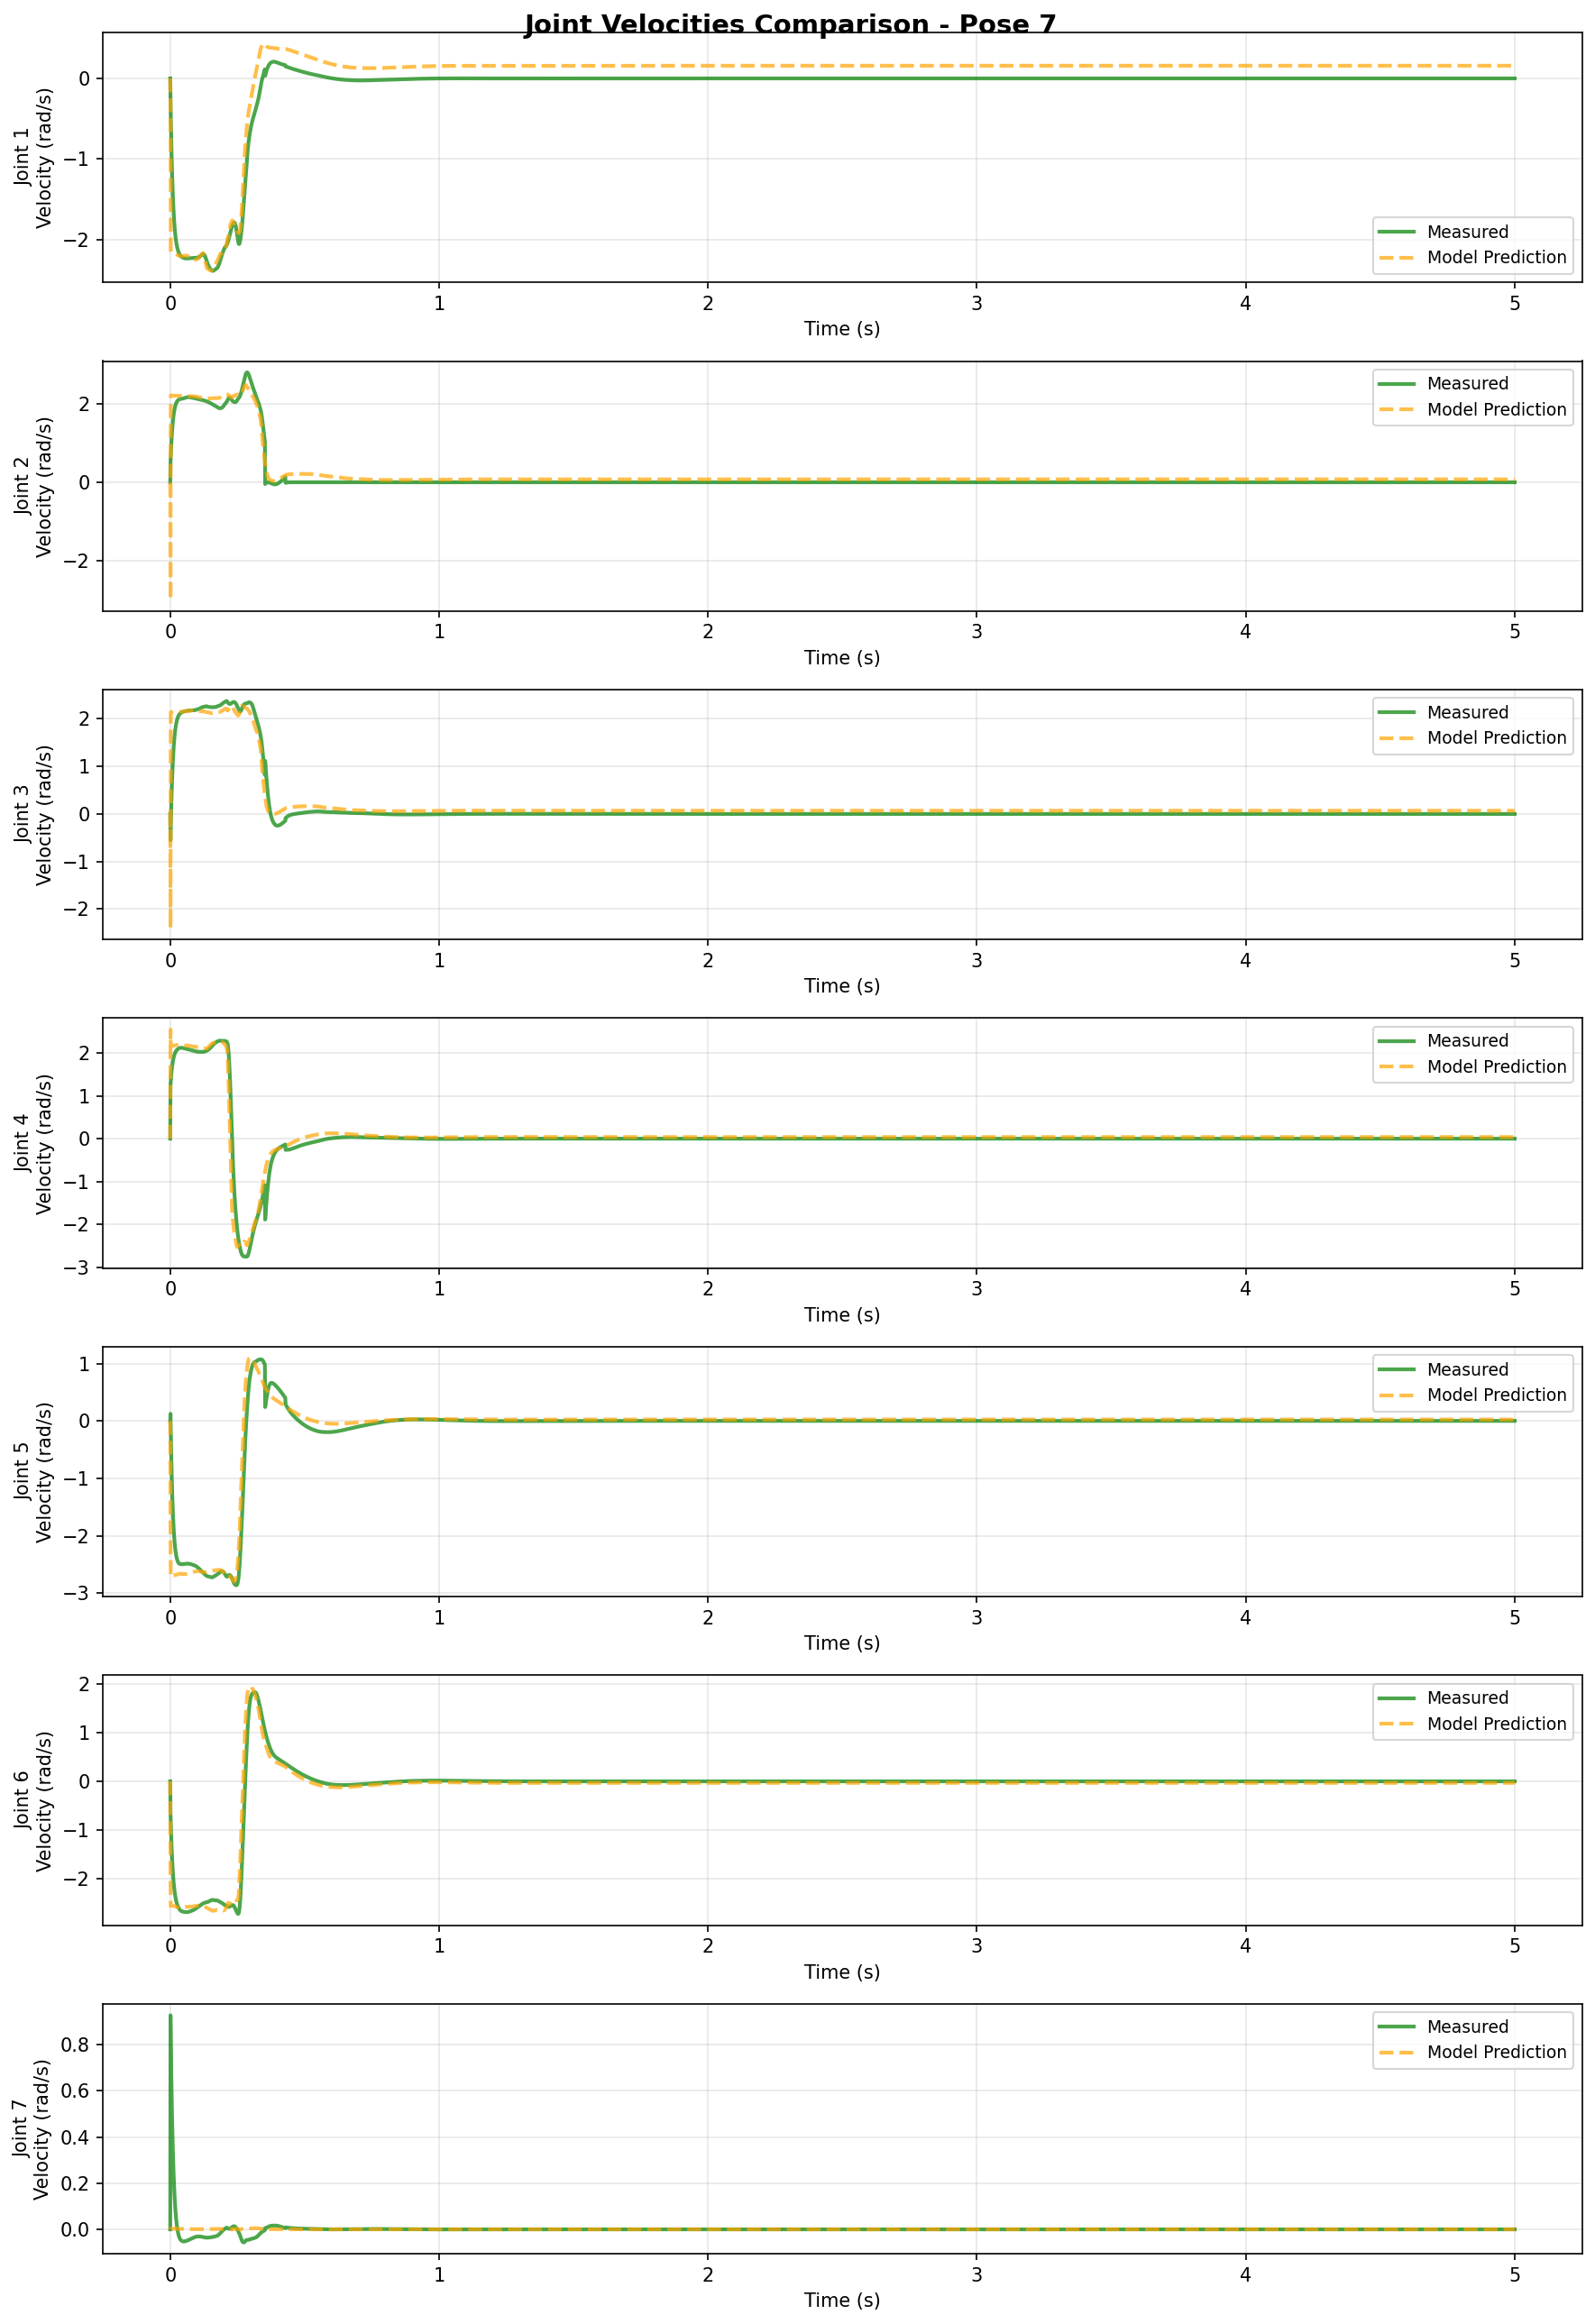 Joint Velocities Comparison - Pose 7
Joint 1
Velocity (rad/s)
0
−1
−2
Measured
Model Prediction
0 1 2 3 4 5
Time (s)
Joint 2
Velocity (rad/s)
2
0
−2
Measured
Model Prediction
0 1 2 3 4 5
Time (s)
Joint 3
Velocity (rad/s)
2
1
0
−1
−2
Measured
Model Prediction
0 1 2 3 4 5
Time (s)
Joint 4
Velocity (rad/s)
2
1
0
−1
−2
−3
Measured
Model Prediction
0 1 2 3 4 5
Time (s)
Joint 5
Velocity (rad/s)
1
0
−1
−2
−3
Measured
Model Prediction
0 1 2 3 4 5
Time (s)
Joint 6
Velocity (rad/s)
2
1
0
−1
−2
Measured
Model Prediction
0 1 2 3 4 5
Time (s)
Joint 7
Velocity (rad/s)
0.8
0.6
0.4
0.2
0.0
Measured
Model Prediction
0 1 2 3 4 5
Time (s)